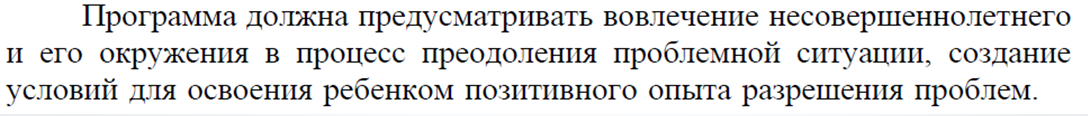 Программа должна предусматривать вовлечение несовершеннолетнего
и его окружения в процесс преодоления проблемной ситуации, создание
условий для освоения ребенком позитивного опыта разрешения проблем.